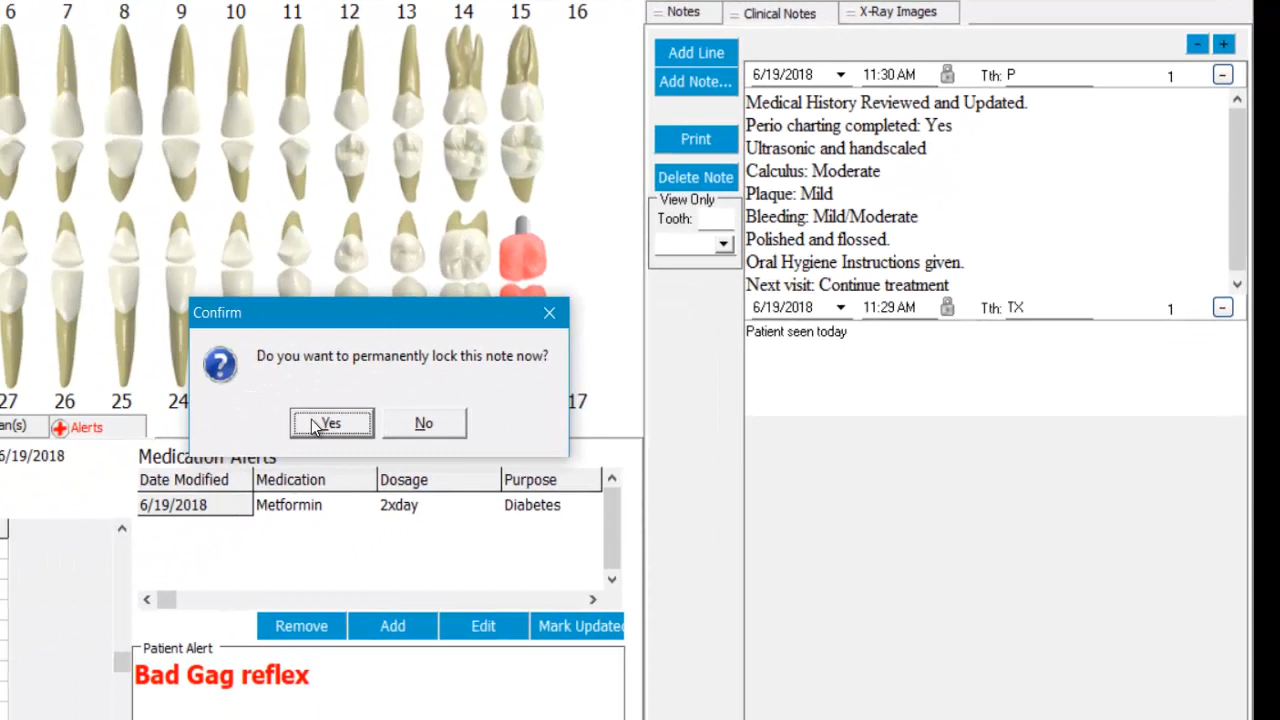 6 7 8 9 10 11 12 13 14 15 16
27 26 25 24 17
an(s) Alerts
6/19/2018
Confirm
Do you want to permanently lock this note now?
Yes No
Medication Alerts
Date Modified Medication Dosage Purpose
6/19/2018 Metformin 2xday Diabetes
Remove Add Edit Mark Updated
Patient Alert
Bad Gag reflex
Notes Clinical Notes X-Ray Images
- +
Add Line
Add Note...
Print
Delete Note
View Only
Tooth:
6/19/2018 11:30 AM Tth: P 1 -
Medical History Reviewed and Updated.
Perio charting completed: Yes
Ultrasonic and handscaled
Calculus: Moderate
Plaque: Mild
Bleeding: Mild/Moderate
Polished and flossed.
Oral Hygiene Instructions given.
Next visit: Continue treatment
6/19/2018 11:29 AM Tth: TX 1 -
Patient seen today